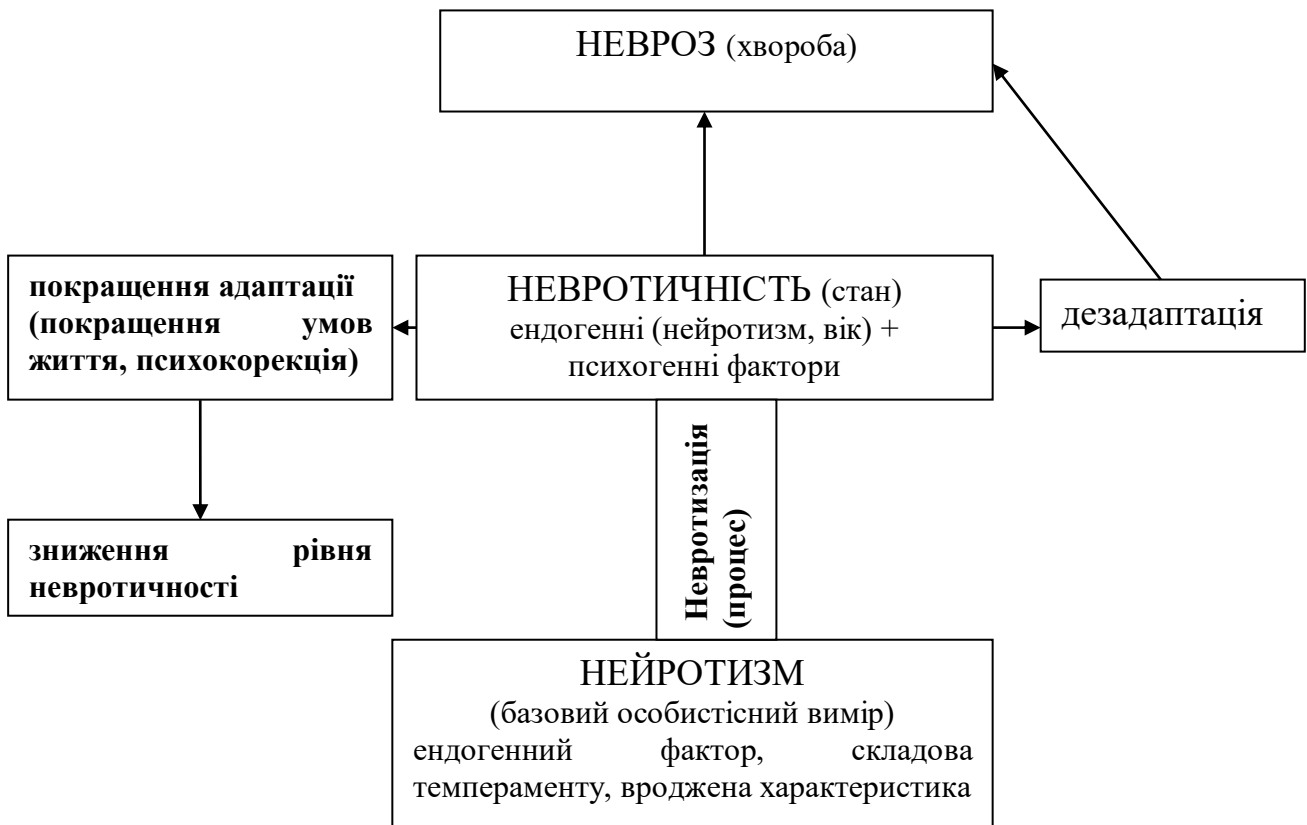 НЕВРОЗ (хвороба)
покращення адаптації
(покращення умов
життя, психокорекція)
НЕВРОТИЧНІСТЬ (стан)
ендогенні (нейротизм, вік) +
психогенні фактори
дезадаптація
зниження рівня
невротичності
Невротизація
(процес)
НЕЙРОТИЗМ
(базовий особистісний вимір)
ендогенний фактор, складова
темпераменту, вроджена характеристика